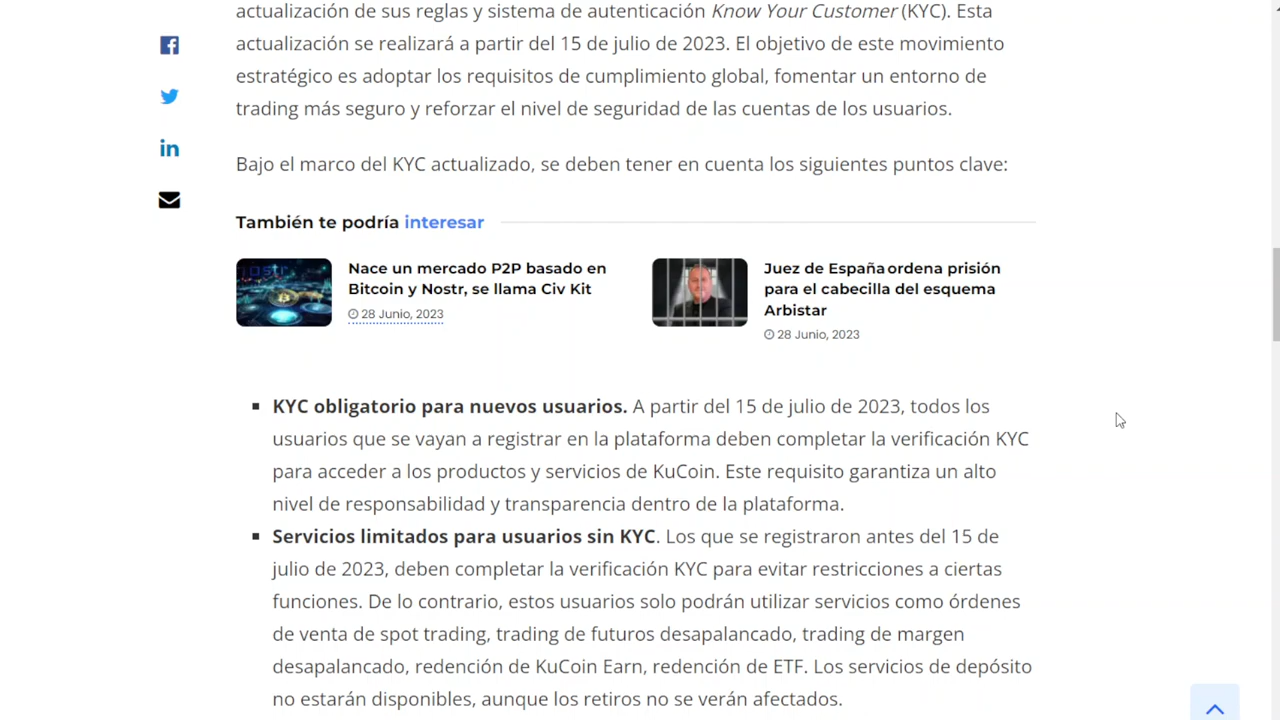 actualización de sus reglas y sistema de autenticación Know Your Customer (KYC). Esta
actualización se realizará a partir del 15 de julio de 2023. El objetivo de este movimiento
estratégico es adoptar los requisitos de cumplimiento global, fomentar un entorno de
trading más seguro y reforzar el nivel de seguridad de las cuentas de los usuarios.
Bajo el marco del KYC actualizado, se deben tener en cuenta los siguientes puntos clave:
También te podría interesar
Nace un mercado P2P basado en
Bitcoin y Nostr, se llama Civ Kit
28 Junio, 2023
Juez de España ordena prisión
para el cabecilla del esquema
Arbistar
28 Junio, 2023
KYC obligatorio para nuevos usuarios. A partir del 15 de julio de 2023, todos los
usuarios que se vayan a registrar en la plataforma deben completar la verificación KYC
para acceder a los productos y servicios de KuCoin. Este requisito garantiza un alto
nivel de responsabilidad y transparencia dentro de la plataforma.
Servicios limitados para usuarios sin KYC. Los que se registraron antes del 15 de
julio de 2023, deben completar la verificación KYC para evitar restricciones a ciertas
funciones. De lo contrario, estos usuarios solo podrán utilizar servicios como órdenes
de venta de spot trading, trading de futuros desapalancado, trading de margen
desapalancado, redención de KuCoin Earn, redención de ETF. Los servicios de depósito
no estarán disponibles, aunque los retiros no se verán afectados.